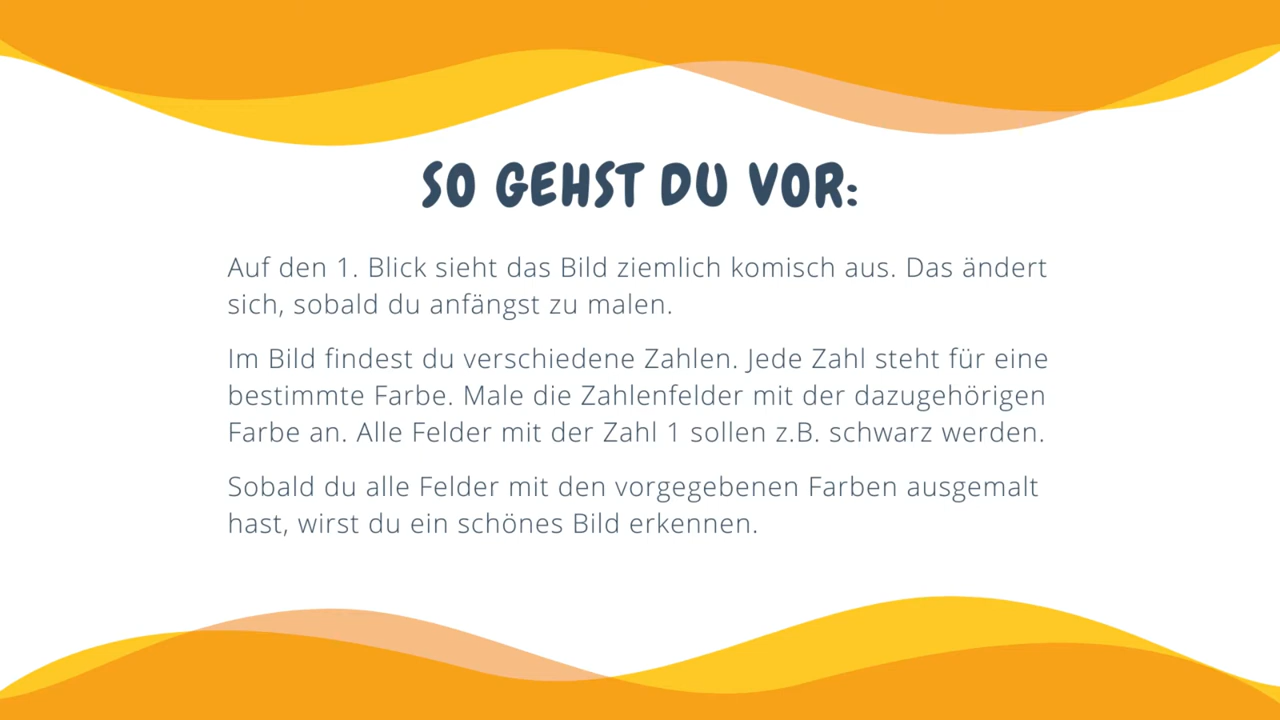 SO GEHST DU VOR:
Auf den 1. Blick sieht das Bild ziemlich komisch aus. Das ändert
sich, sobald du anfängst zu malen.
Im Bild findest du verschiedene Zahlen. Jede Zahl steht für eine
bestimmte Farbe. Male die Zahlenfelder mit der dazugehörigen
Farbe an. Alle Felder mit der Zahl 1 sollen z.B. schwarz werden.
Sobald du alle Felder mit den vorgegebenen Farben ausgemalt
hast, wirst du ein schönes Bild erkennen.